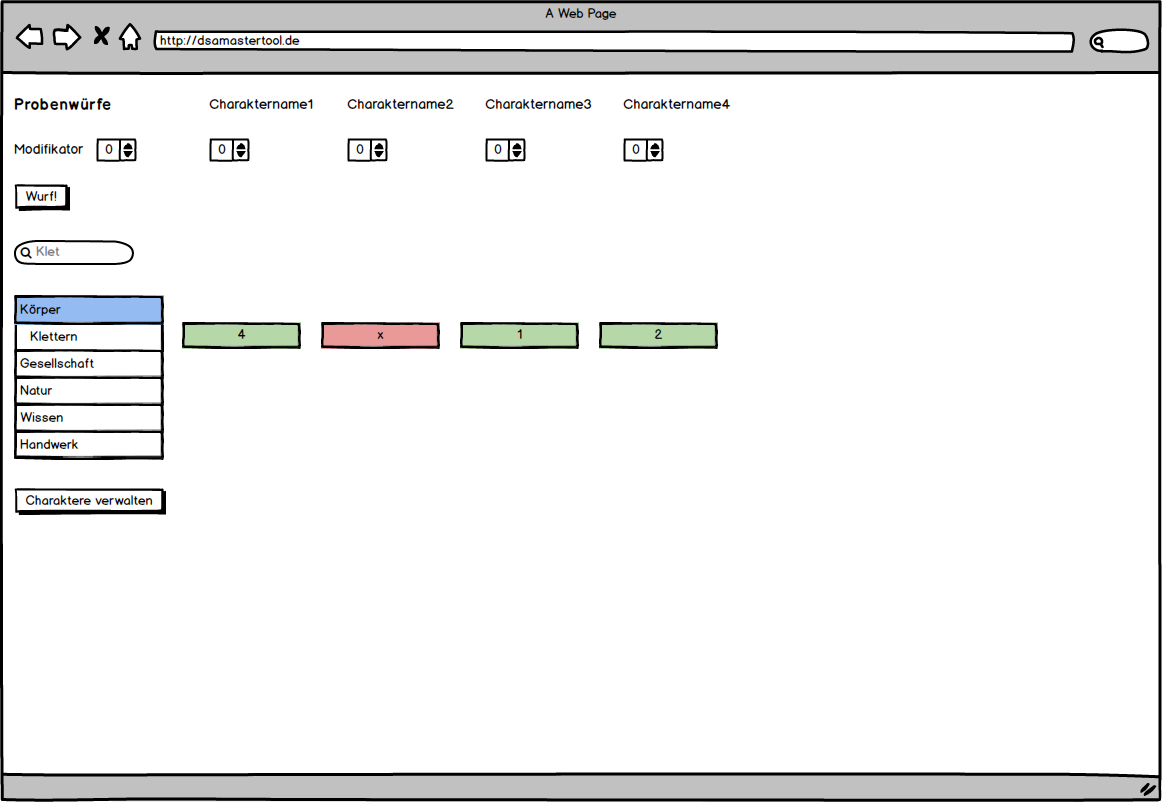 A Web Page
http://dsamastertool.de
Probenwürfe Charaktername1 Charaktername2 Charaktername3 Charaktername4
Modifikator 0 0 0 0 0
Wurf!
Klet
Körper
Klettern 4 x 1 2
Gesellschaft
Natur
Wissen
Handwerk
Charaktere verwalten